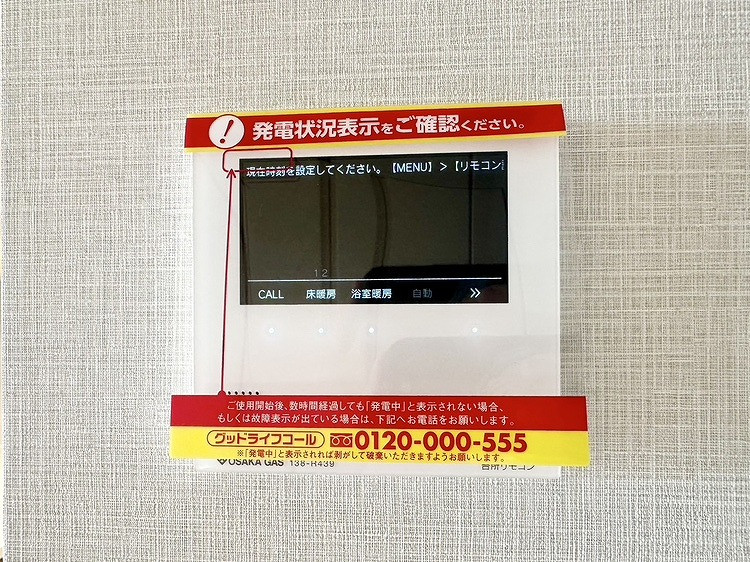 ! 発電状況表示をご確認ください。
現在時刻を設定してください。【MENU】>【リモコン
12
CALL 床暖房 浴室暖房 自動 »
ご使用開始後、数時間経過しても「発電中」と表示されない場合、
もしくは故障表示が出ている場合は、下記へお電話をお願いします。
グッドライフコール 0120-000-555
※「発電中」と表示されれば剥がして破棄いただきますようお願いします。
OSAKA GAS 138-R439 台所リモコン